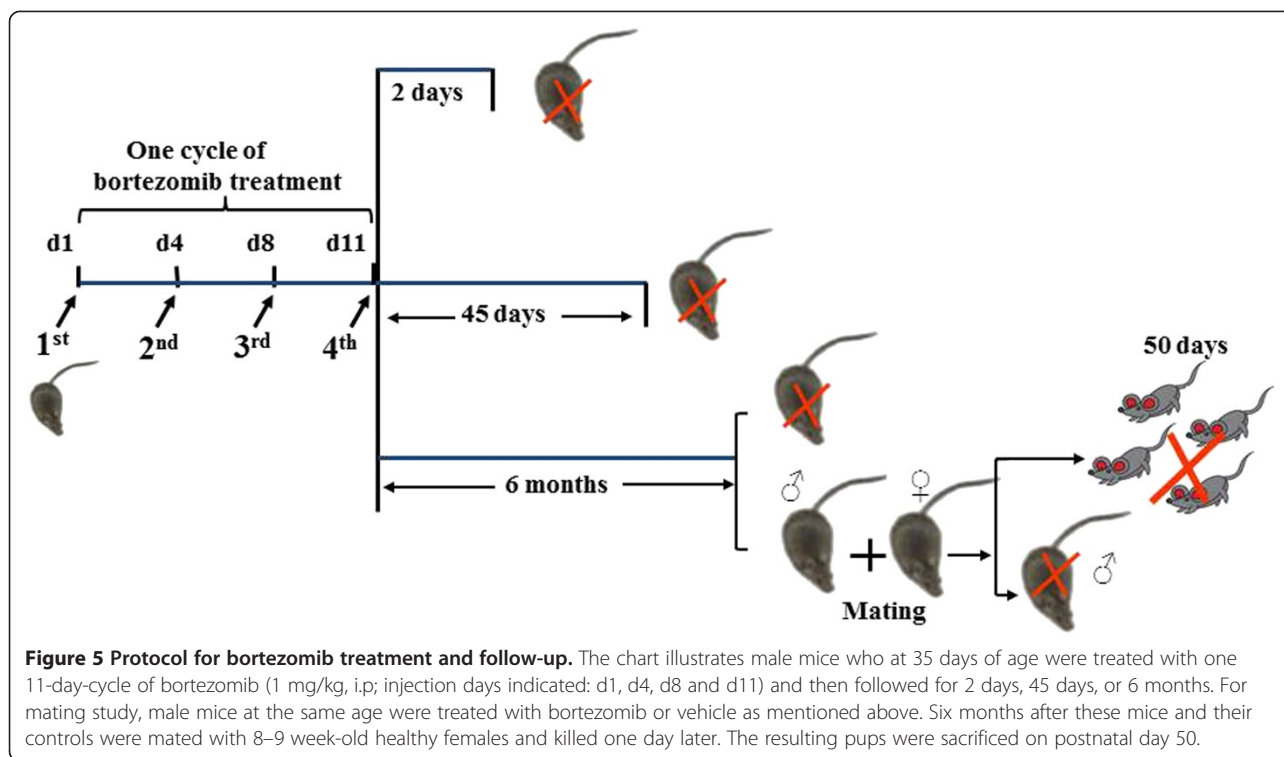 2 days
One cycle of
bortezomib treatment
d1 d4 d8 d11
45 days
1st 2nd 3rd 4th
50 days
6 months
♂ ♀
+
♂
Mating
Figure 5 Protocol for bortezomib treatment and follow-up. The chart illustrates male mice who at 35 days of age were treated with one
11-day-cycle of bortezomib (1 mg/kg, i.p; injection days indicated: d1, d4, d8 and d11) and then followed for 2 days, 45 days, or 6 months. For
mating study, male mice at the same age were treated with bortezomib or vehicle as mentioned above. Six months after these mice and their
controls were mated with 8–9 week-old healthy females and killed one day later. The resulting pups were sacrificed on postnatal day 50.